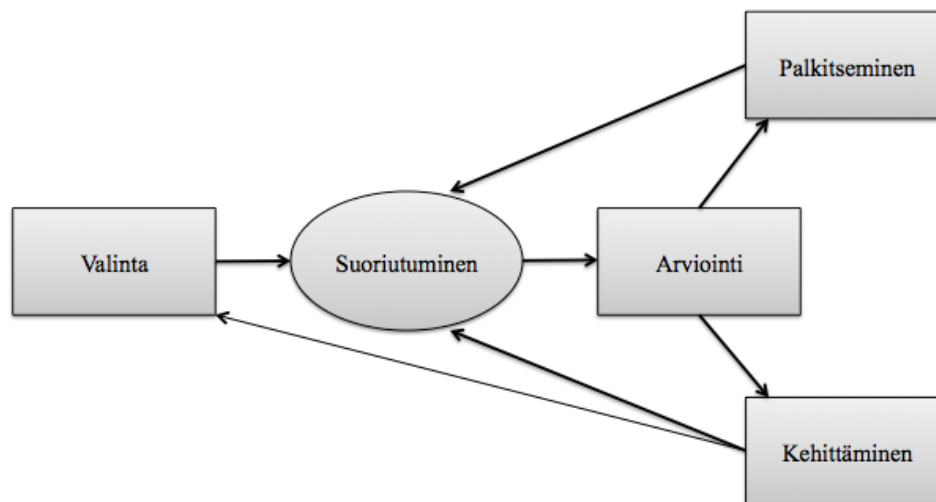 Palkitseminen
Valinta
Suoriutuminen
Arviointi
Kehittäminen